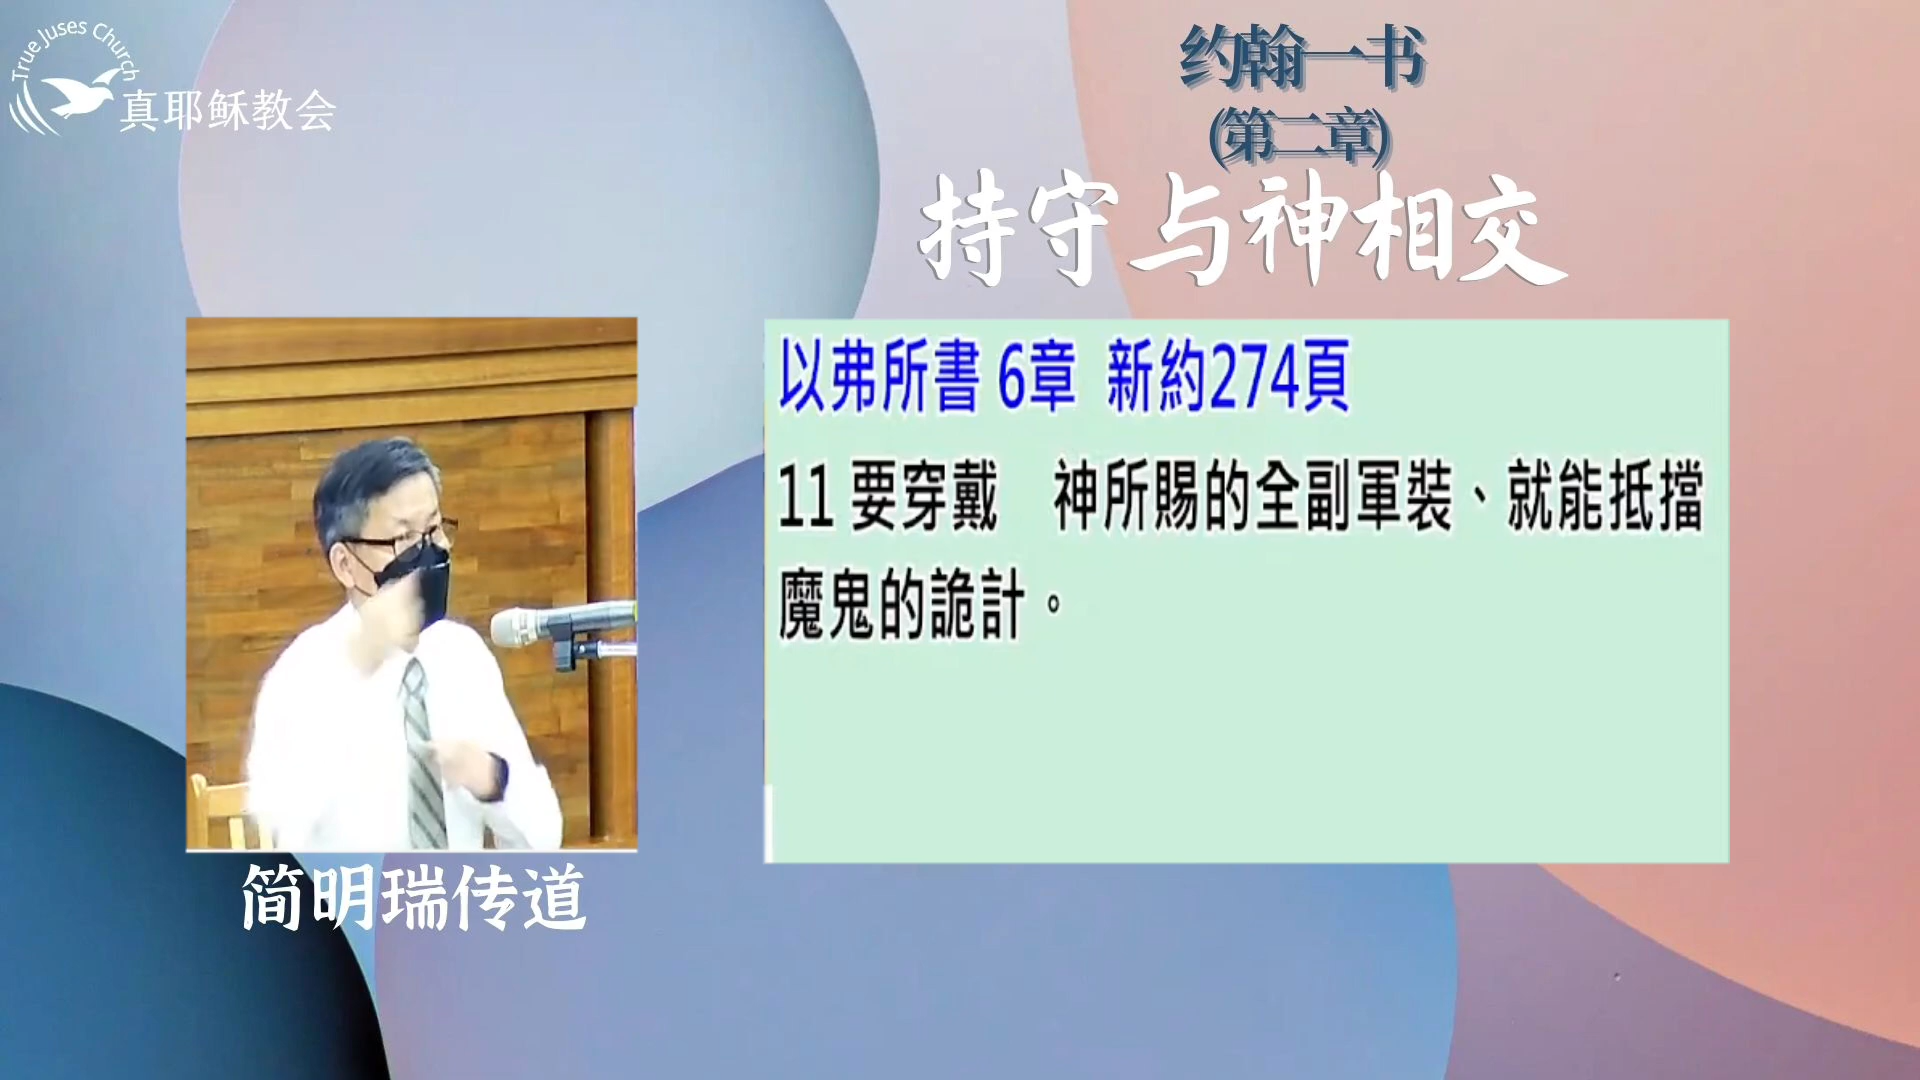 True Juses Church
真耶稣教会
约翰一书
(第二章)
持守与神相交
以弗所書 6章 新約274頁
11 要穿戴　神所賜的全副軍裝、就能抵擋
魔鬼的詭計。
简明瑞传道